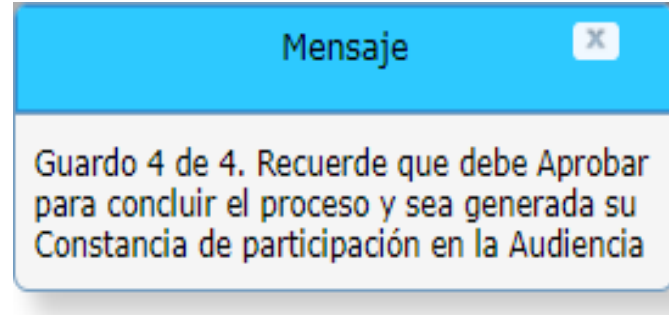 Mensaje
x
Guardo 4 de 4. Recuerde que debe Aprobar
para concluir el proceso y sea generada su
Constancia de participación en la Audiencia